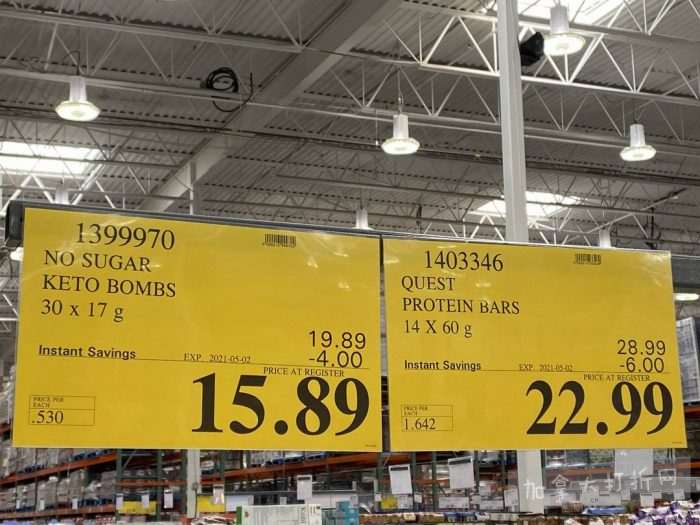 1399970
NO SUGAR
KETO BOMBS
30 x 17 g
19.89
Instant Savings EXP. 2021-05-02 -4.00
PRICE AT REGISTER
PRICE PER
EACH
.530
15.89
1403346
QUEST
PROTEIN BARS
14 X 60 g
28.99
Instant Savings EXP. 2021-05-02 -6.00
PRICE AT REGISTER
PRICE PER
EACH
1.642
22.99
加拿大打折网